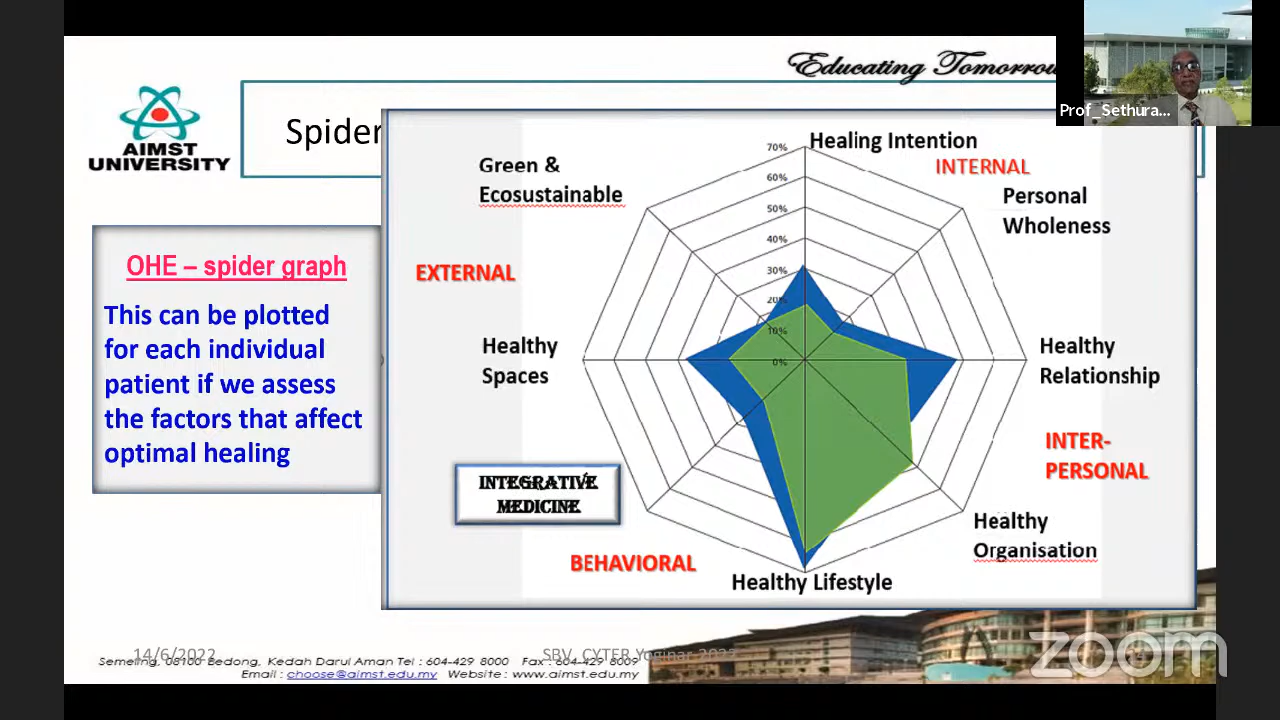 Educating Tomorrow
Prof_Sethura...
AIMST
UNIVERSITY
Spider
OHE – spider graph
This can be plotted
for each individual
patient if we assess
the factors that affect
optimal healing
Healing Intention
INTERNAL
Personal
Wholeness
Green &
Ecosustainable
EXTERNAL
70%
60%
50%
40%
30%
20%
10%
0%
Healthy
Spaces
Healthy
Relationship
INTER-
PERSONAL
INTEGRATIVE
MEDICINE
Healthy
Organisation
BEHAVIORAL
Healthy Lifestyle
14/6/2022
SBV, CYTER Yoginar 2022
Semeling, 08100 Bedong, Kedah Darul Aman Tel : 604-429 8000 Fax : 604-429 8009
Email : choose@aimst.edu.my Website : www.aimst.edu.my
zoom